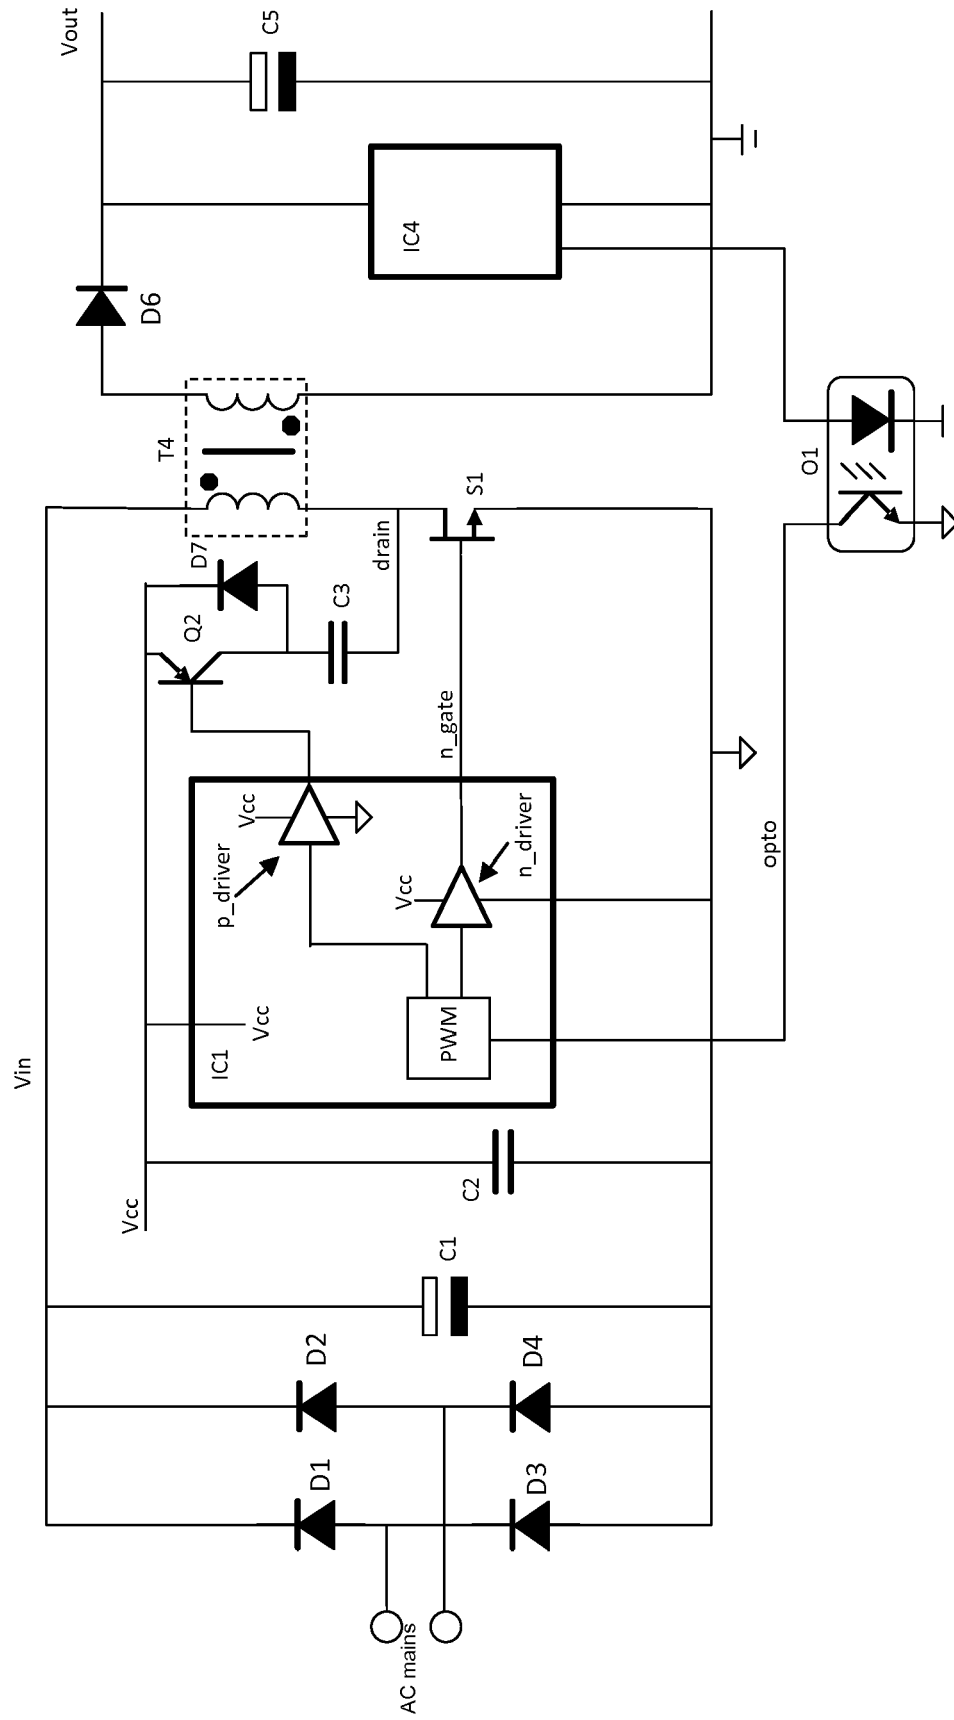 Vin
Vcc
AC mains
D1
D2
D3
D4
C1
C2
IC1
Vcc
PWM
p_driver
Vcc
Vcc
n_driver
n_gate
opto
Q2
D7
C3
drain
S1
T4
D6
Vout
IC4
C5
O1